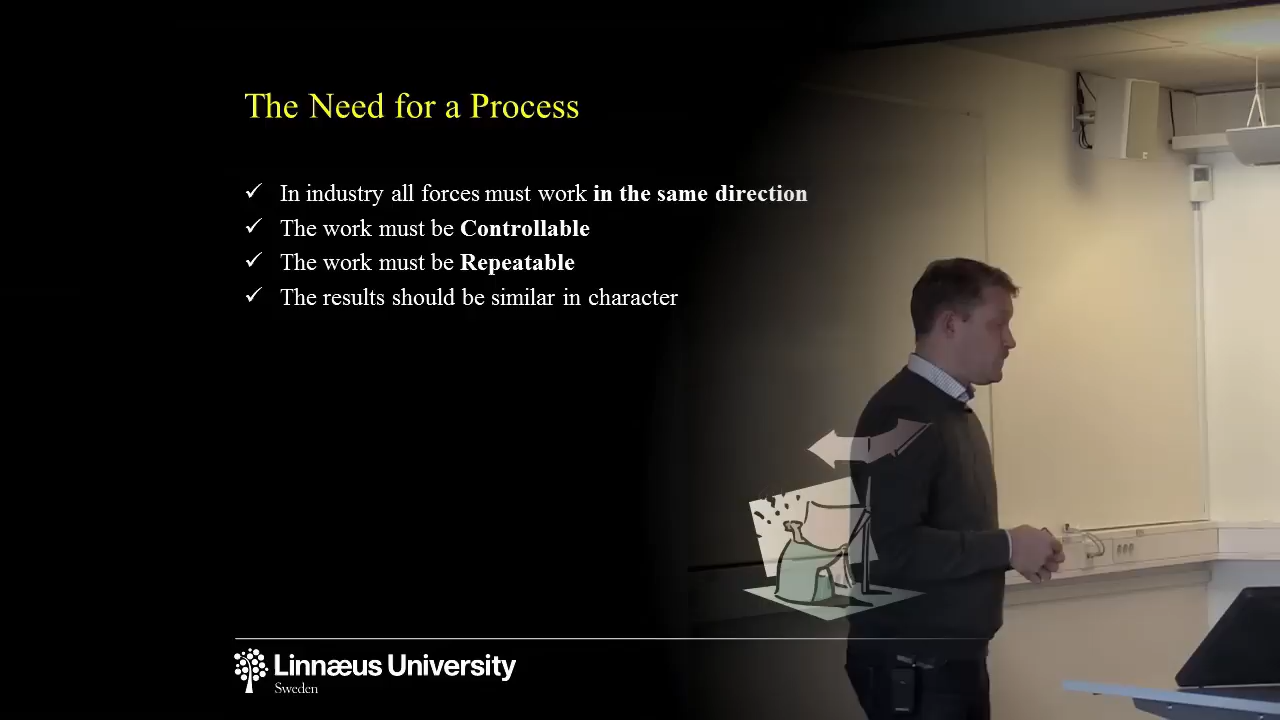 The Need for a Process
✓ In industry all forces must work in the same direction
✓ The work must be Controllable
✓ The work must be Repeatable
✓ The results should be similar in character
Linnæus University
Sweden